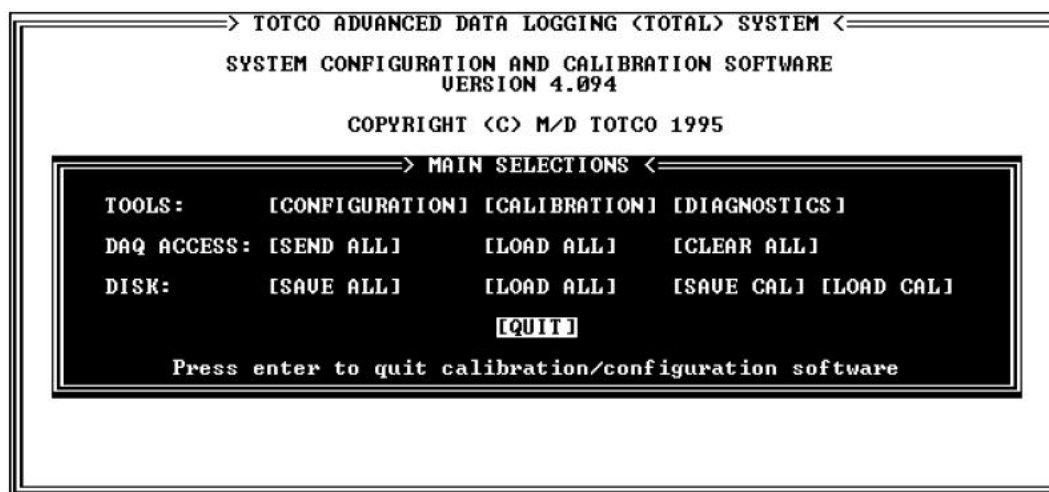 > TOTCO ADVANCED DATA LOGGING (TOTAL) SYSTEM <
SYSTEM CONFIGURATION AND CALIBRATION SOFTWARE
VERSION 4.094
COPYRIGHT (C) M/D TOTCO 1995
> MAIN SELECTIONS <
TOOLS: [CONFIGURATION] [CALIBRATION] [DIAGNOSTICS]
DAQ ACCESS: [SEND ALL] [LOAD ALL] [CLEAR ALL]
DISK: [SAVE ALL] [LOAD ALL] [SAVE CAL] [LOAD CAL]
[QUIT]
Press enter to quit calibration/configuration software